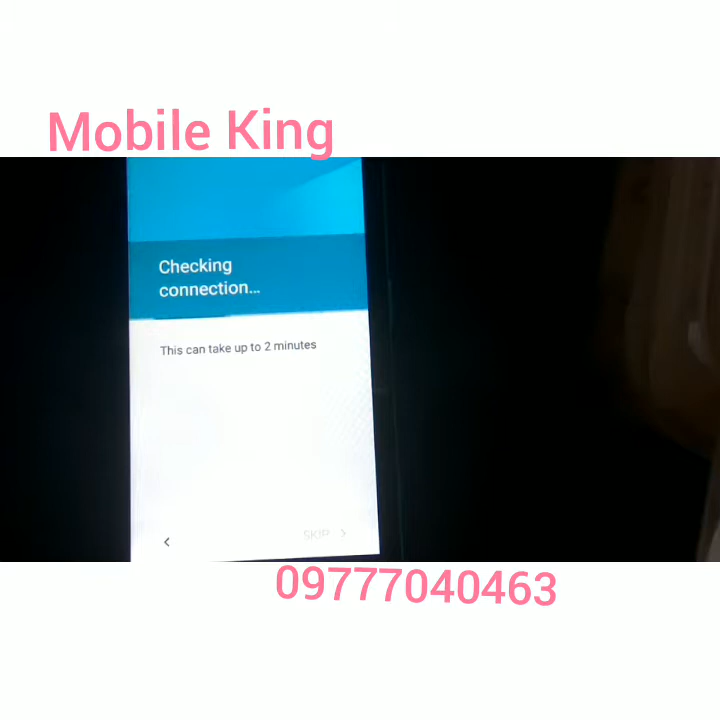 Mobile King
Checking
connection...
This can take up to 2 minutes
SKIP
09777040463